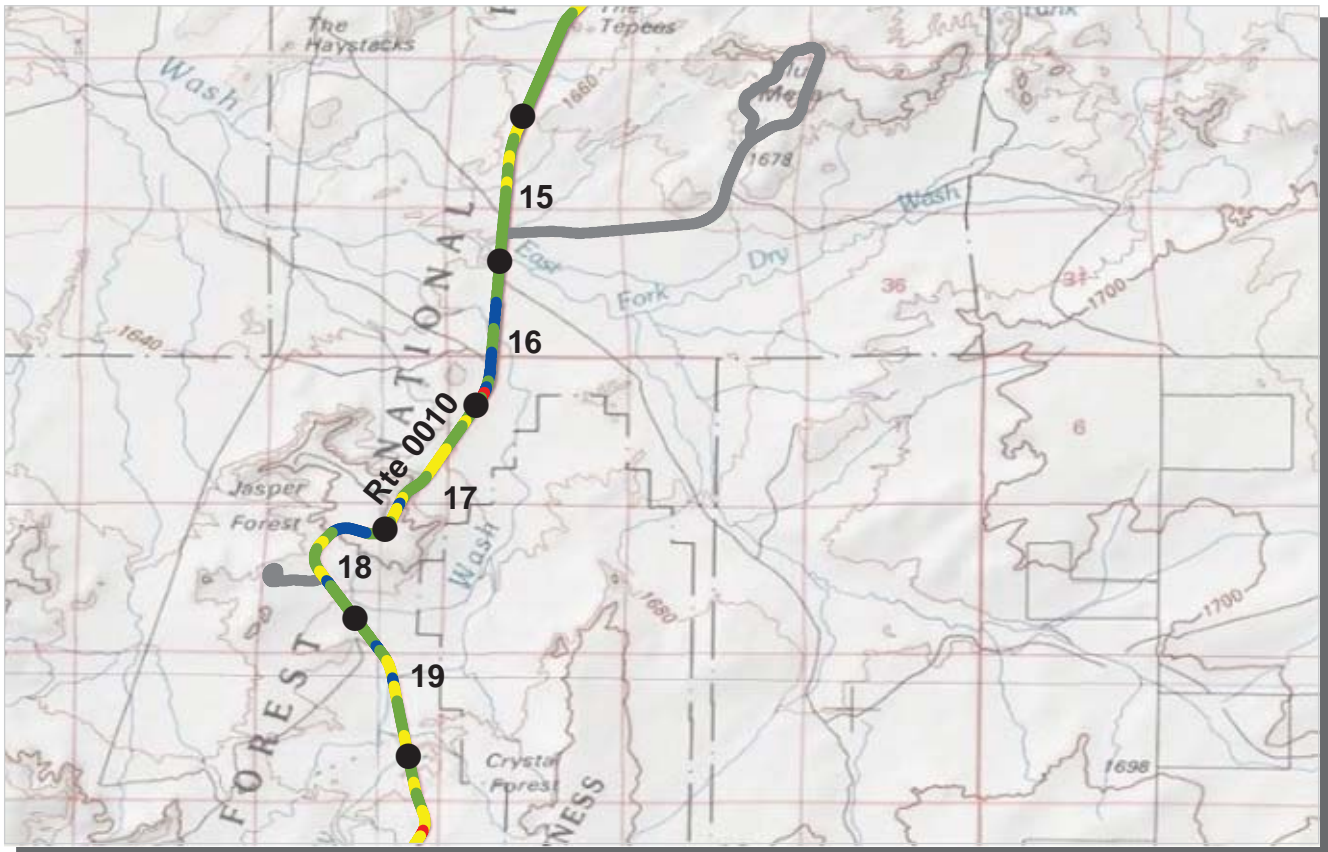 The
Haystacks
The
Tepees
Wash
1660
Mesa
1678
15
NATIONAL
Wash
East
Dry
Fork
36
31
1700
1640
16
Rte 0010
6
17
Jasper
Forest
Wash
18
1680
1700
FOREST
19
Crystal
Forest
1698
NESS